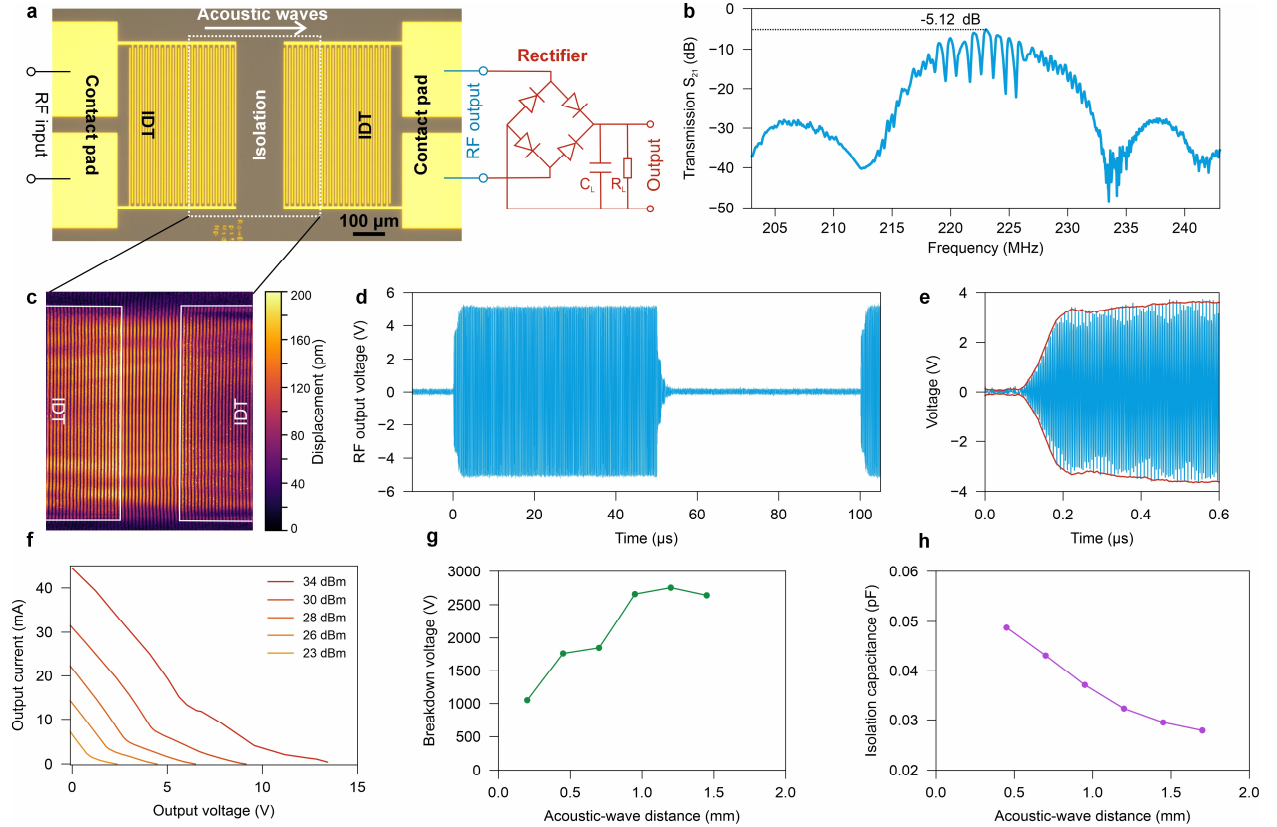 a
Acoustic waves
RF input
Contact pad
Contact pad
IDT
Isolation
IDT
Contact pad
RF output
Rectifier
C_L
R_L
Output
100 µm
b
-5.12 dB
Transmission S_21 (dB)
0
−10
−20
−30
−40
−50
205
210
215
220
225
230
235
240
Frequency (MHz)
c
IDT
IDT
200
160
120
80
40
0
Displacement (pm)
d
RF output voltage (V)
6
4
2
0
−2
−4
−6
0
20
40
60
80
100
Time (µs)
e
Voltage (V)
4
2
0
−2
−4
0.0
0.2
0.4
0.6
Time (µs)
f
Output current (mA)
40
30
20
10
0
34 dBm
30 dBm
28 dBm
26 dBm
23 dBm
0
5
10
15
Output voltage (V)
g
Breakdown voltage (V)
3000
2500
2000
1500
1000
500
0
0.0
0.5
1.0
1.5
2.0
Acoustic-wave distance (mm)
h
Isolation capacitance (pF)
0.06
0.05
0.04
0.03
0.02
0.0
0.5
1.0
1.5
2.0
Acoustic-wave distance (mm)